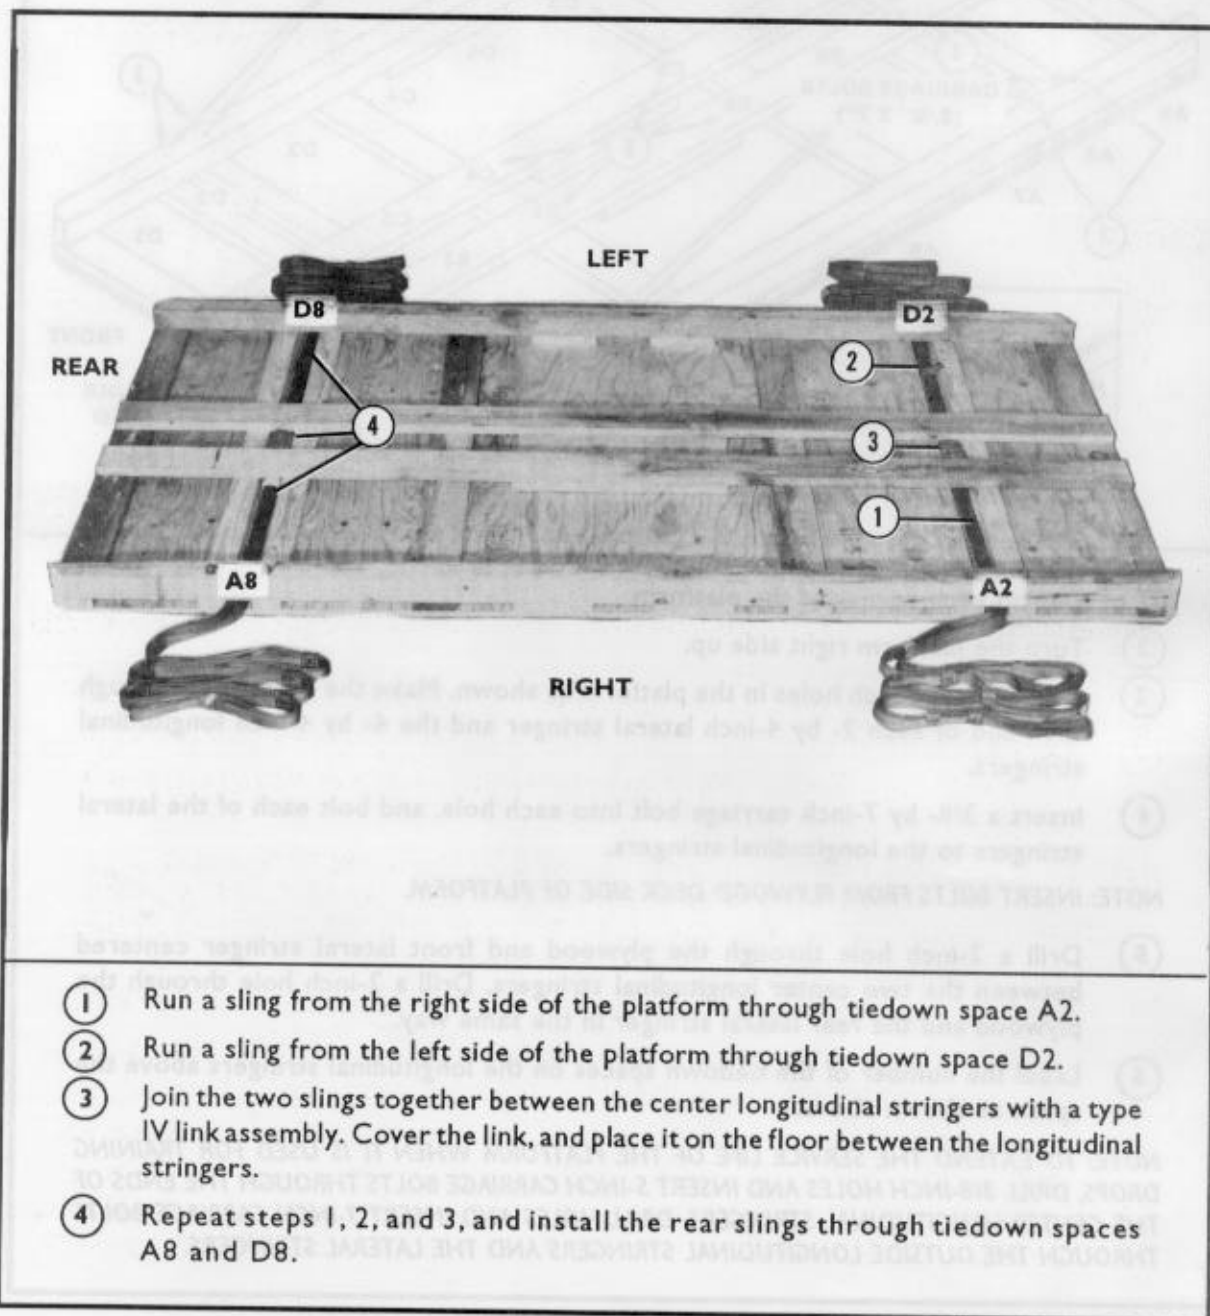 LEFT
D8
D2
REAR
2
4
3
1
A8
A2
RIGHT
1 Run a sling from the right side of the platform through tiedown space A2.
2 Run a sling from the left side of the platform through tiedown space D2.
3 Join the two slings together between the center longitudinal stringers with a type
IV link assembly. Cover the link, and place it on the floor between the longitudinal
stringers.
4 Repeat steps 1, 2, and 3, and install the rear slings through tiedown spaces
A8 and D8.